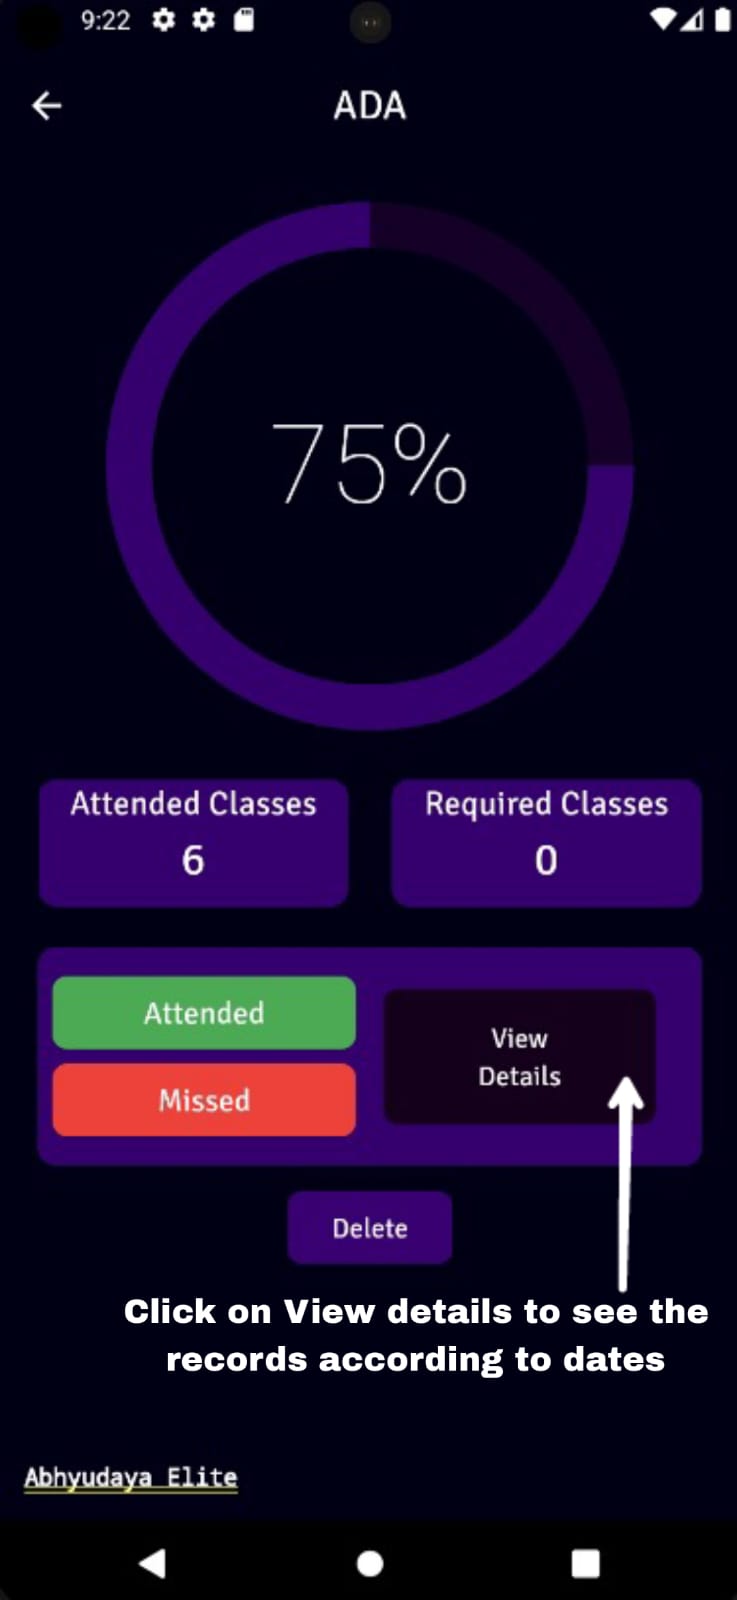 9:22
ADA
75%
Attended Classes
Required Classes
6
0
Attended
View
Details
Missed
Delete
Click on View details to see the
records according to dates
Abhyudaya Elite